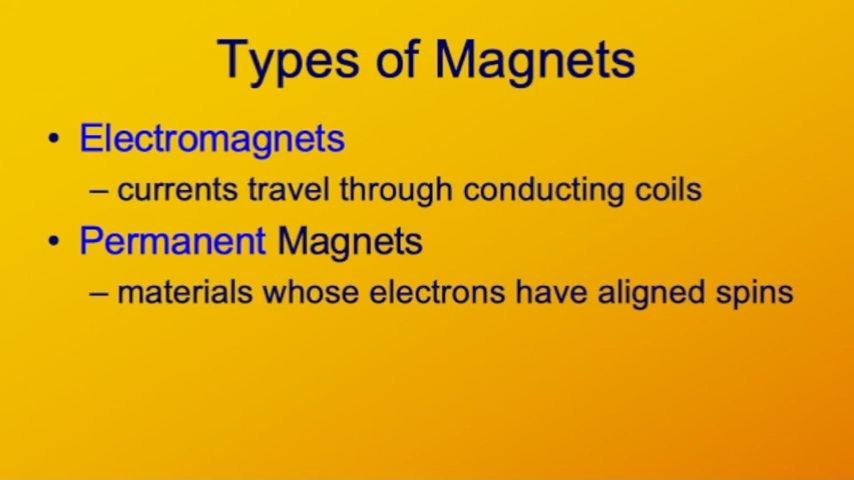 Types of Magnets
• Electromagnets
– currents travel through conducting coils
• Permanent Magnets
– materials whose electrons have aligned spins